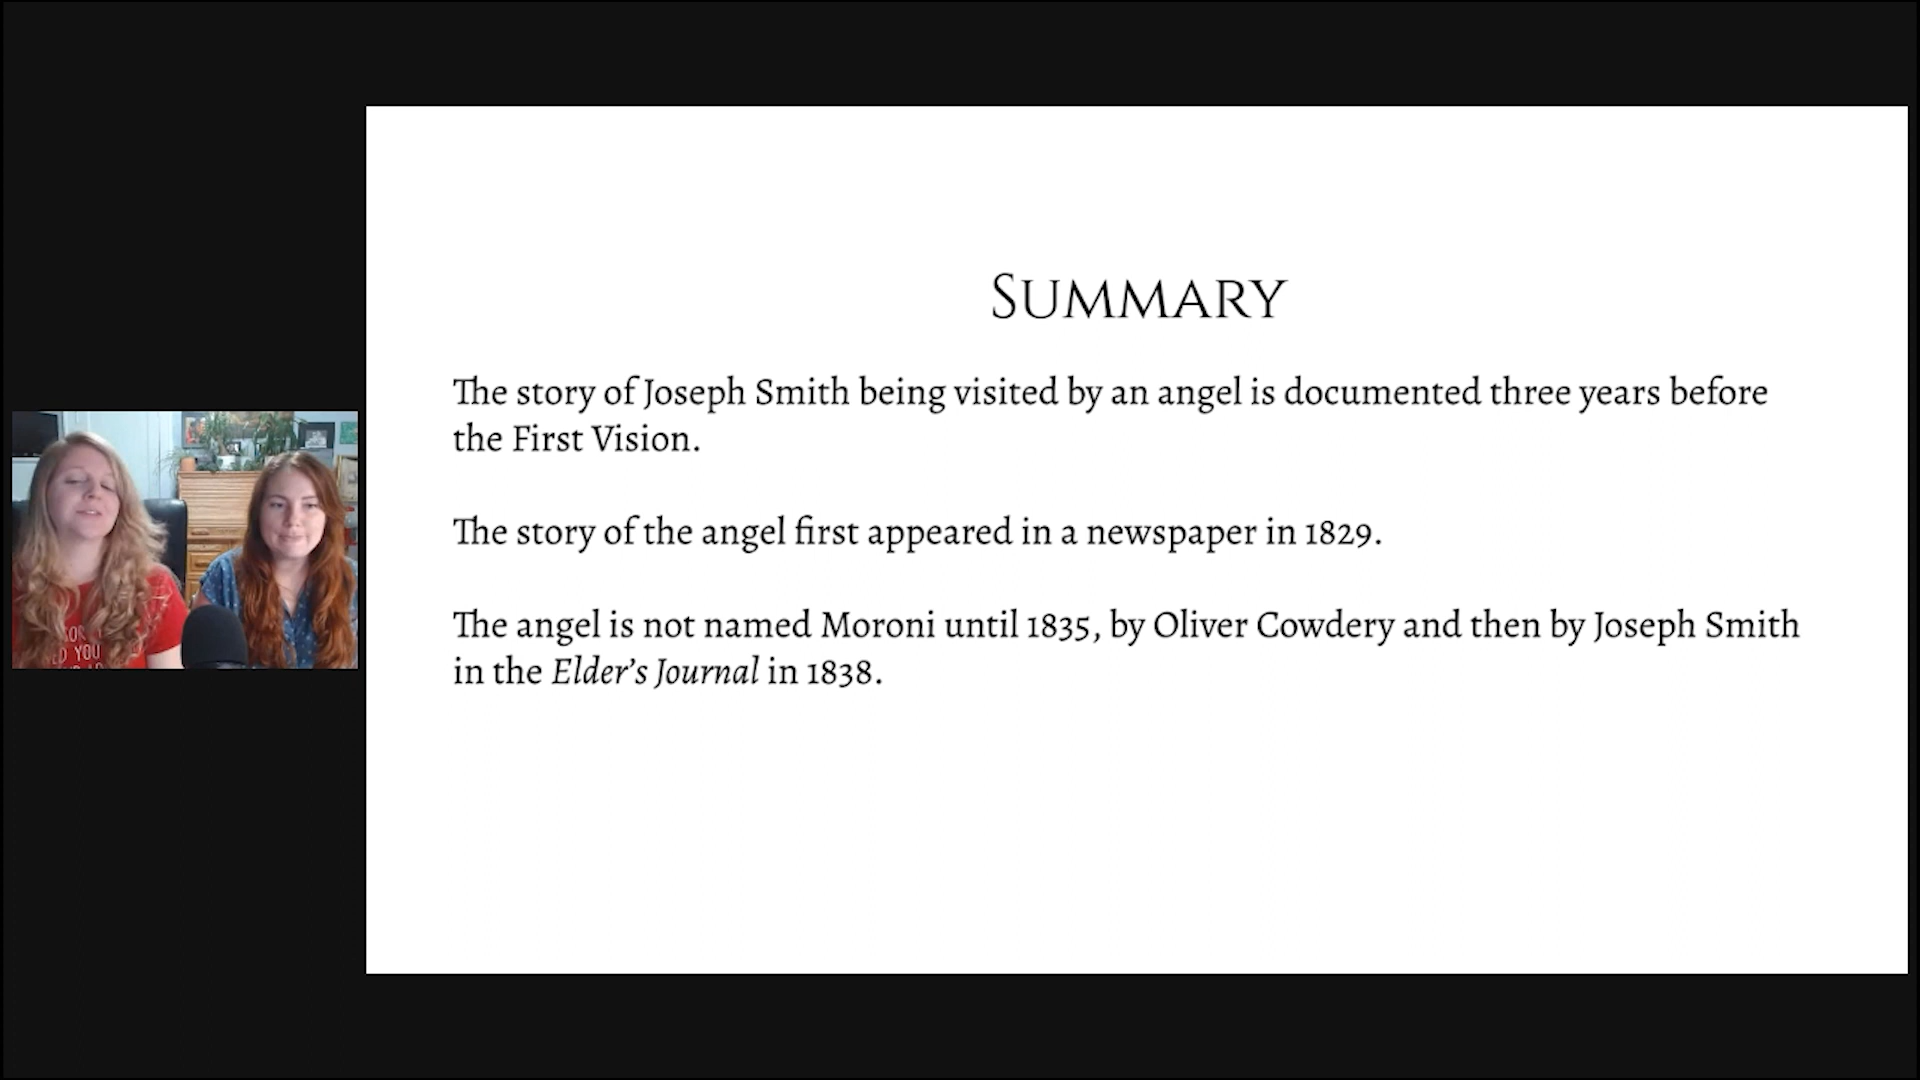 SUMMARY
The story of Joseph Smith being visited by an angel is documented three years before
the First Vision.
The story of the angel first appeared in a newspaper in 1829.
The angel is not named Moroni until 1835, by Oliver Cowdery and then by Joseph Smith
in the Elder’s Journal in 1838.
YOU